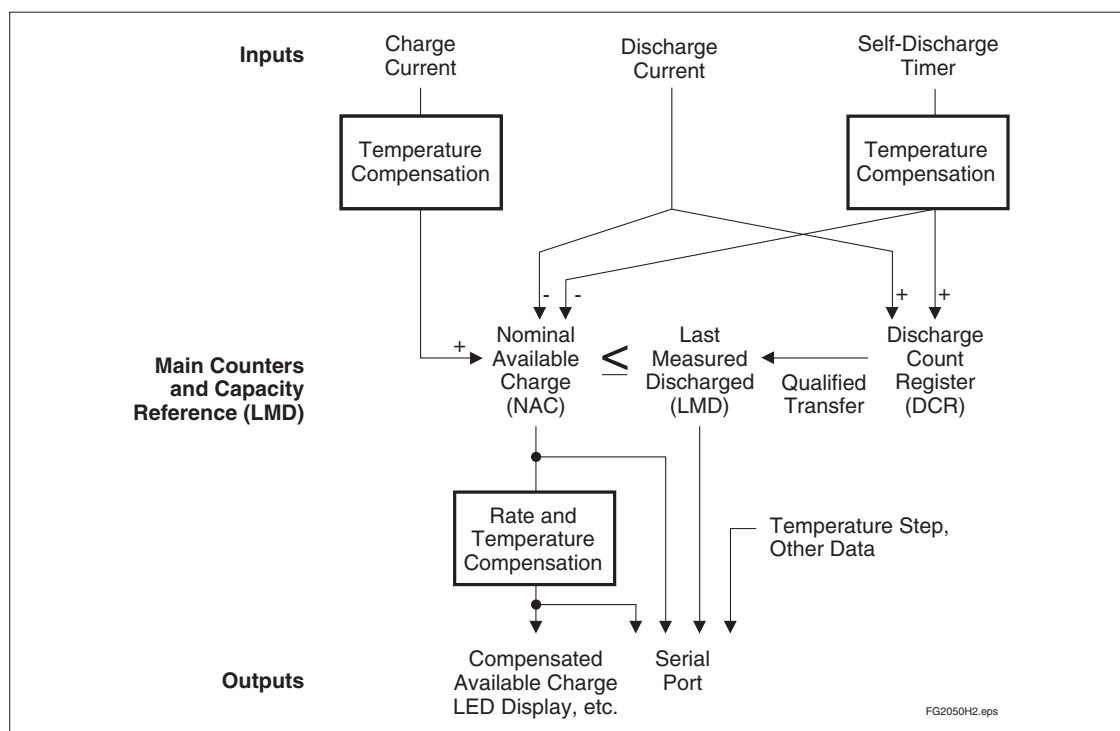 Inputs
Charge
Current
Discharge
Current
Self-Discharge
Timer
Temperature
Compensation
Temperature
Compensation
- -
+ +
+
Main Counters
and Capacity
Reference (LMD)
Nominal
Available
Charge
(NAC)
≤
Last
Measured
Discharged
(LMD)
Qualified
Transfer
Discharge
Count
Register
(DCR)
Rate and
Temperature
Compensation
Temperature Step,
Other Data
Outputs
Compensated
Available Charge
LED Display, etc.
Serial
Port
FG2050H2.eps